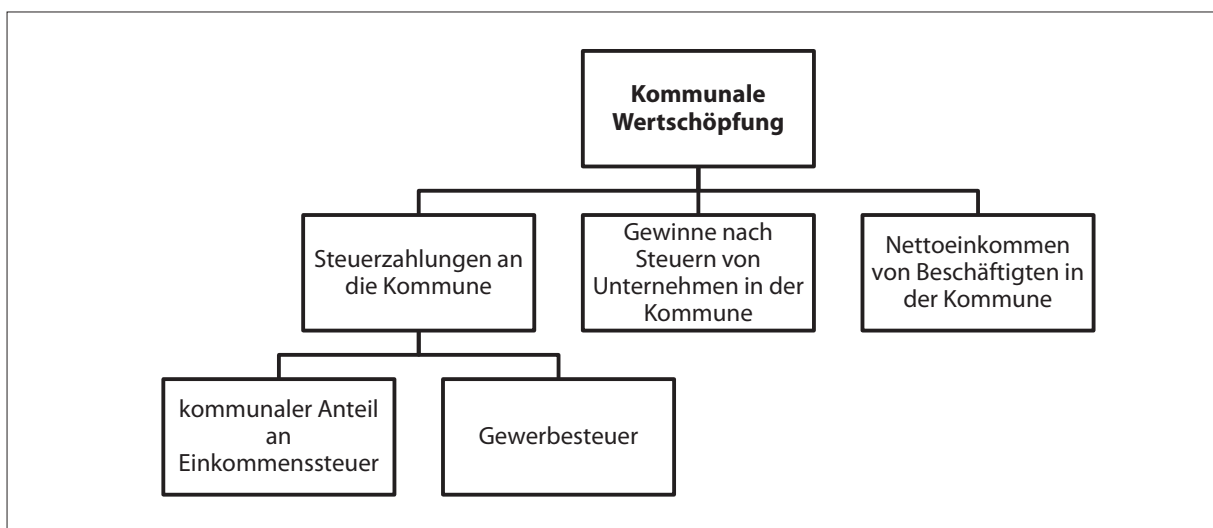 Kommunale
Wertschöpfung
Steuerzahlungen an
die Kommune
Gewinne nach
Steuern von
Unternehmen in der
Kommune
Nettoeinkommen
von Beschäftigten in
der Kommune
kommunaler Anteil
an
Einkommenssteuer
Gewerbesteuer